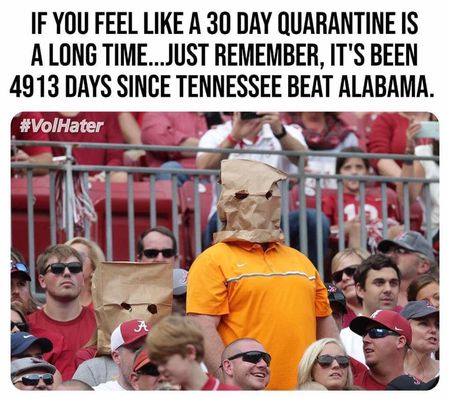 IF YOU FEEL LIKE A 30 DAY QUARANTINE IS
A LONG TIME...JUST REMEMBER, IT'S BEEN
4913 DAYS SINCE TENNESSEE BEAT ALABAMA.
#VolHater
A